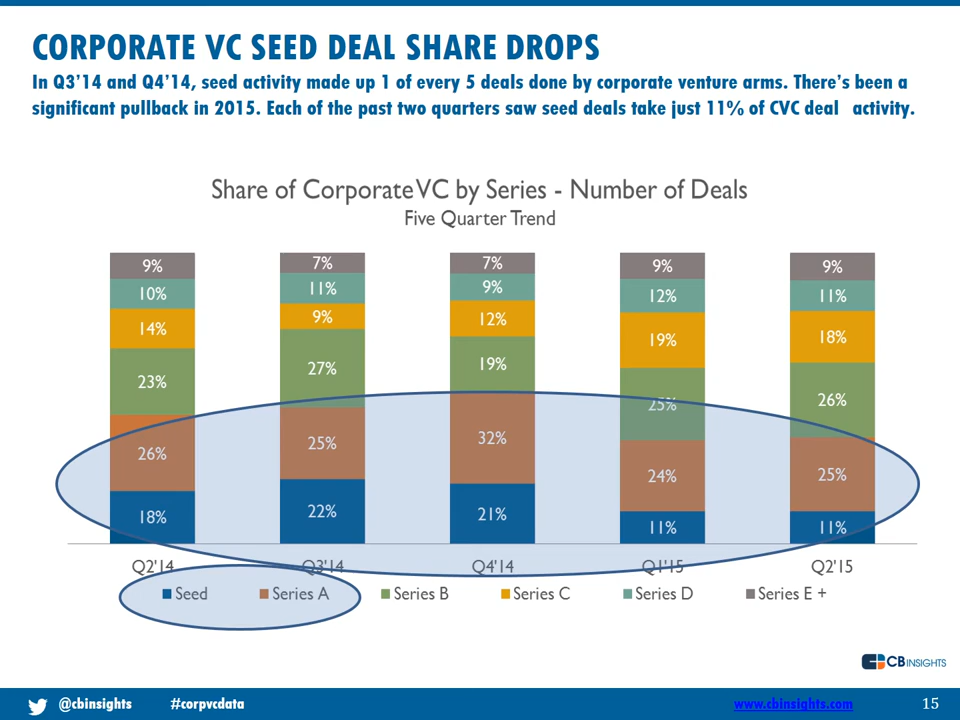 CORPORATE VC SEED DEAL SHARE DROPS
In Q3’14 and Q4’14, seed activity made up 1 of every 5 deals done by corporate venture arms. There’s been a
significant pullback in 2015. Each of the past two quarters saw seed deals take just 11% of CVC deal activity.
Share of Corporate VC by Series - Number of Deals
Five Quarter Trend
9% 7% 7% 9% 9%
10% 11% 9% 12% 11%
14% 9% 12% 19% 18%
23% 27% 19% 25% 26%
26% 25% 32% 24% 25%
18% 22% 21% 11% 11%
Q2'14 Q3'14 Q4'14 Q1'15 Q2'15
Seed Series A Series B Series C Series D Series E +
CBINSIGHTS
@cbinsights #corpvcdata www.cbinsights.com 15